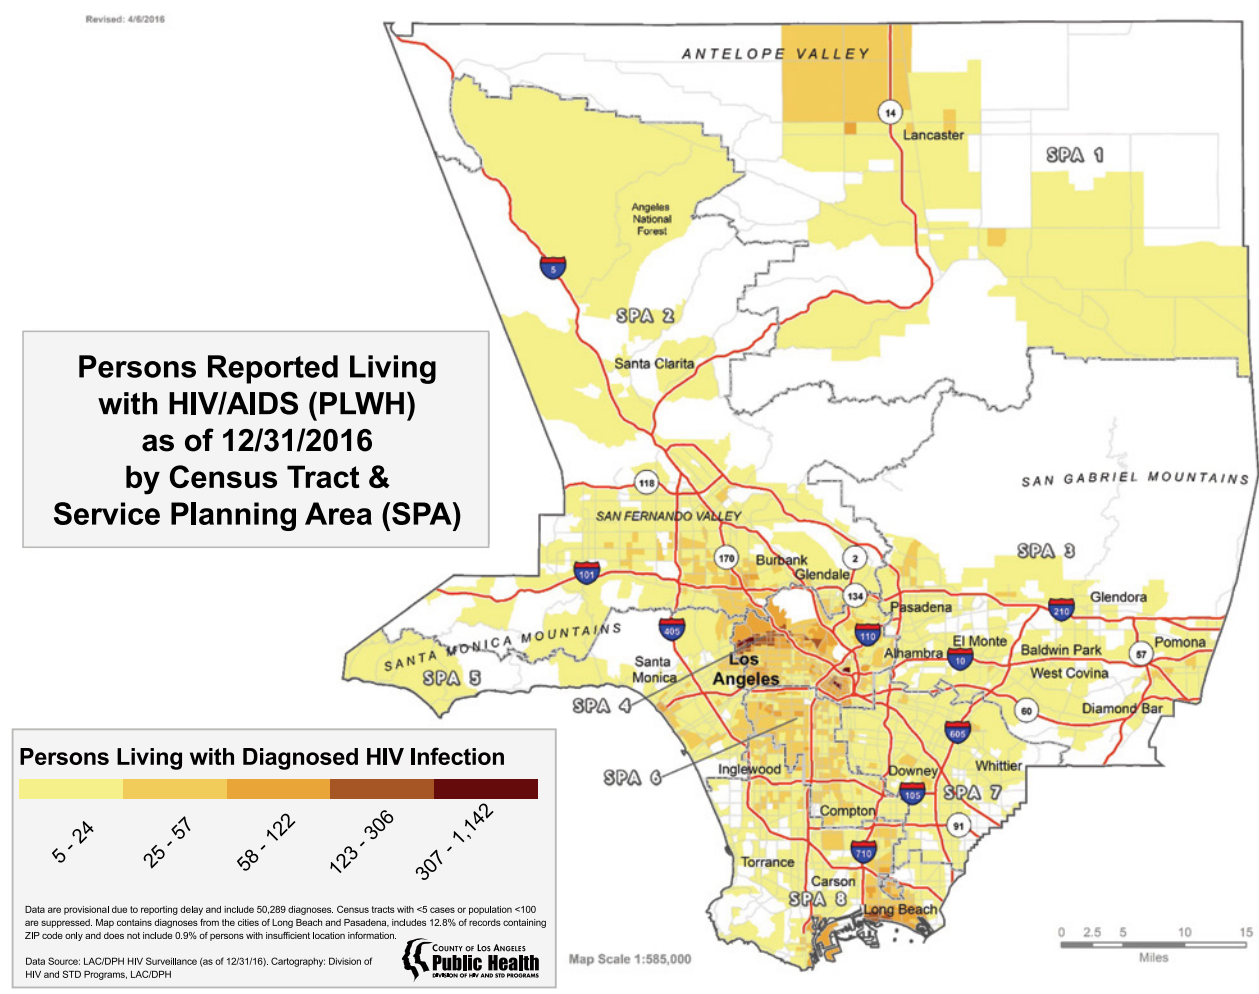 Revised: 4/6/2016
ANTELOPE VALLEY
14
Lancaster
SPA 1
Angeles
National
Forest
5
SPA 2
Santa Clarita
Persons Reported Living
with HIV/AIDS (PLWH)
as of 12/31/2016
by Census Tract &
Service Planning Area (SPA)
118
SAN GABRIEL MOUNTAINS
SAN FERNANDO VALLEY
SPA 3
170
Burbank
2
Glendale
101
134
Pasadena
210
Glendora
405
110
SANTA MONICA MOUNTAINS
El Monte
Baldwin Park
Pomona
Alhambra
10
57
Santa
Monica
Los
Angeles
West Covina
SPA 5
SPA 4
60
Diamond Bar
605
SPA 6
Inglewood
Downey
Whittier
105
SPA 7
Compton
91
710
Torrance
Carson
SPA 8
Long Beach
Persons Living with Diagnosed HIV Infection
5 - 24
25 - 57
58 - 122
123 - 306
307 - 1,142
Data are provisional due to reporting delay and include 50,289 diagnoses. Census tracts with <5 cases or population <100
are suppressed. Map contains diagnoses from the cities of Long Beach and Pasadena, includes 12.8% of records containing
ZIP code only and does not include 0.9% of persons with insufficient location information.
Data Source: LAC/DPH HIV Surveillance (as of 12/31/16). Cartography: Division of
HIV and STD Programs, LAC/DPH
COUNTY OF LOS ANGELES
Public Health
DIVISION OF HIV AND STD PROGRAMS
Map Scale 1:585,000
0 2.5 5 10 15
Miles